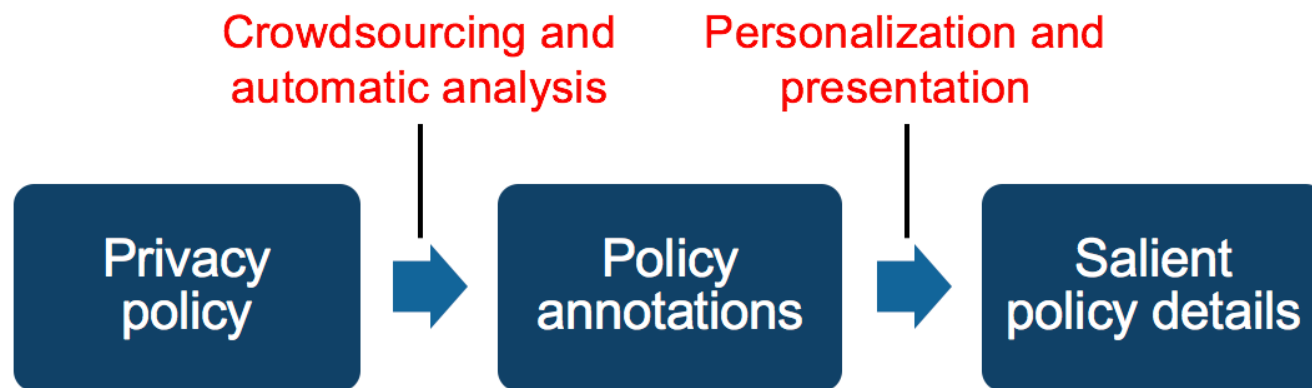 Crowdsourcing and
automatic analysis
Personalization and
presentation
Privacy
policy
Policy
annotations
Salient
policy details